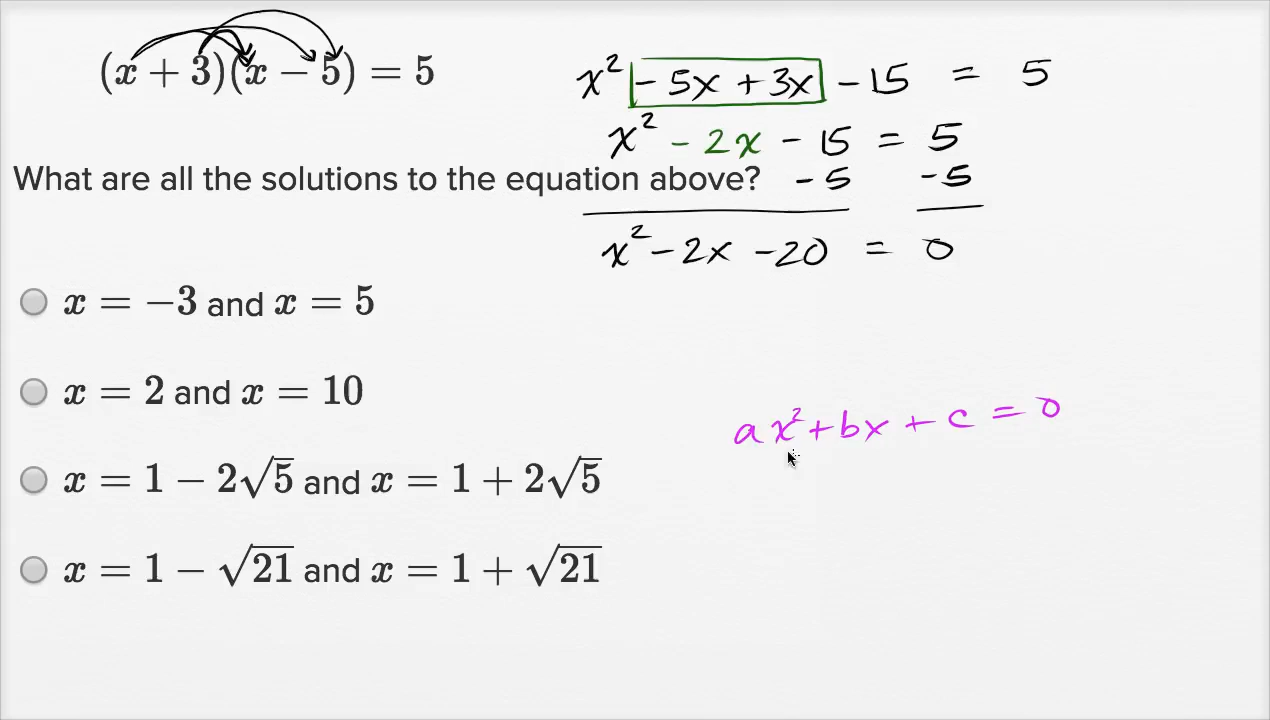 (x + 3)(x − 5) = 5
x² − 5x + 3x − 15 = 5
x² − 2x − 15 = 5
What are all the solutions to the equation above?
− 5 − 5
x² − 2x − 20 = 0
x = −3 and x = 5
x = 2 and x = 10
ax² + bx + c = 0
x = 1 − 2√5 and x = 1 + 2√5
x = 1 − √21 and x = 1 + √21